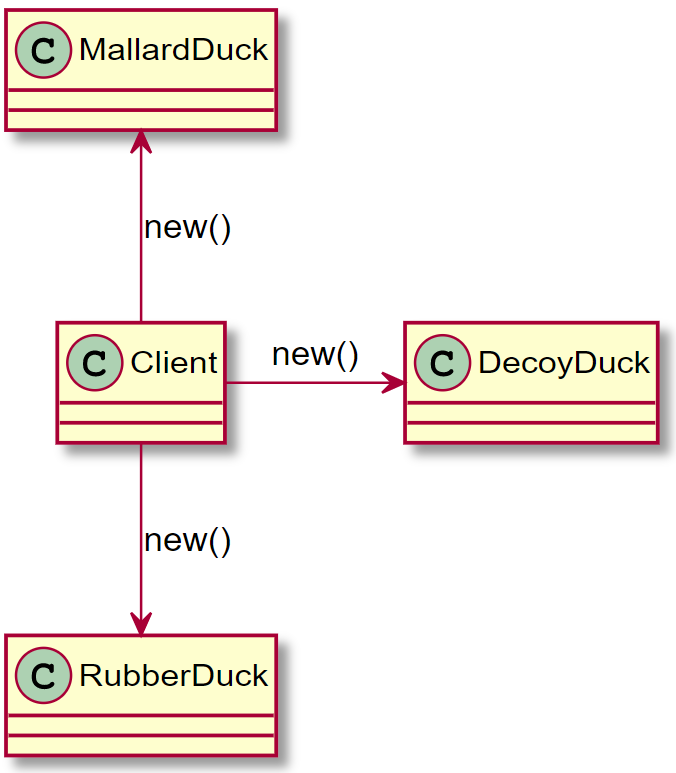 C MallardDuck
new()
C Client
new()
C DecoyDuck
new()
C RubberDuck